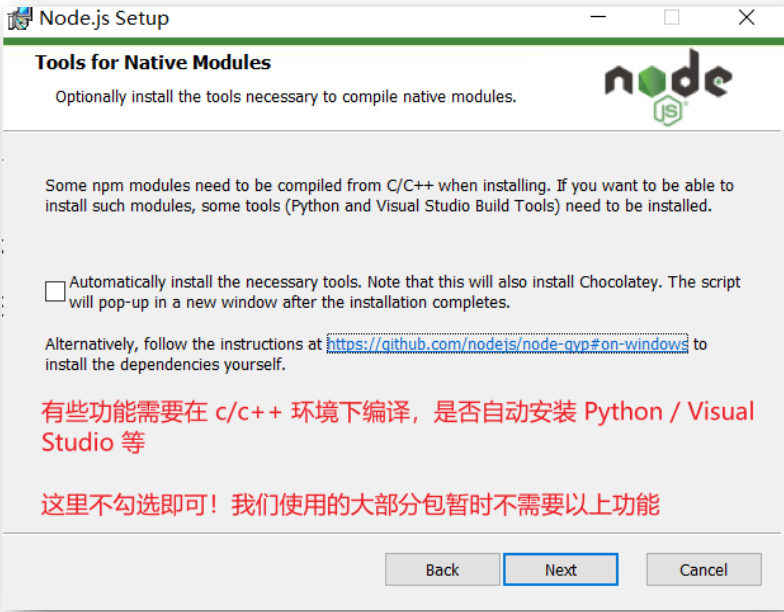 Node.js Setup
Tools for Native Modules
Optionally install the tools necessary to compile native modules.
node
JS
Some npm modules need to be compiled from C/C++ when installing. If you want to be able to
install such modules, some tools (Python and Visual Studio Build Tools) need to be installed.
Automatically install the necessary tools. Note that this will also install Chocolatey. The script
will pop-up in a new window after the installation completes.
Alternatively, follow the instructions at https://github.com/nodejs/node-gyp#on-windows to
install the dependencies yourself.
有些功能需要在 c/c++ 环境下编译，是否自动安装 Python / Visual
Studio 等
这里不勾选即可！我们使用的大部分包暂时不需要以上功能
Back Next Cancel